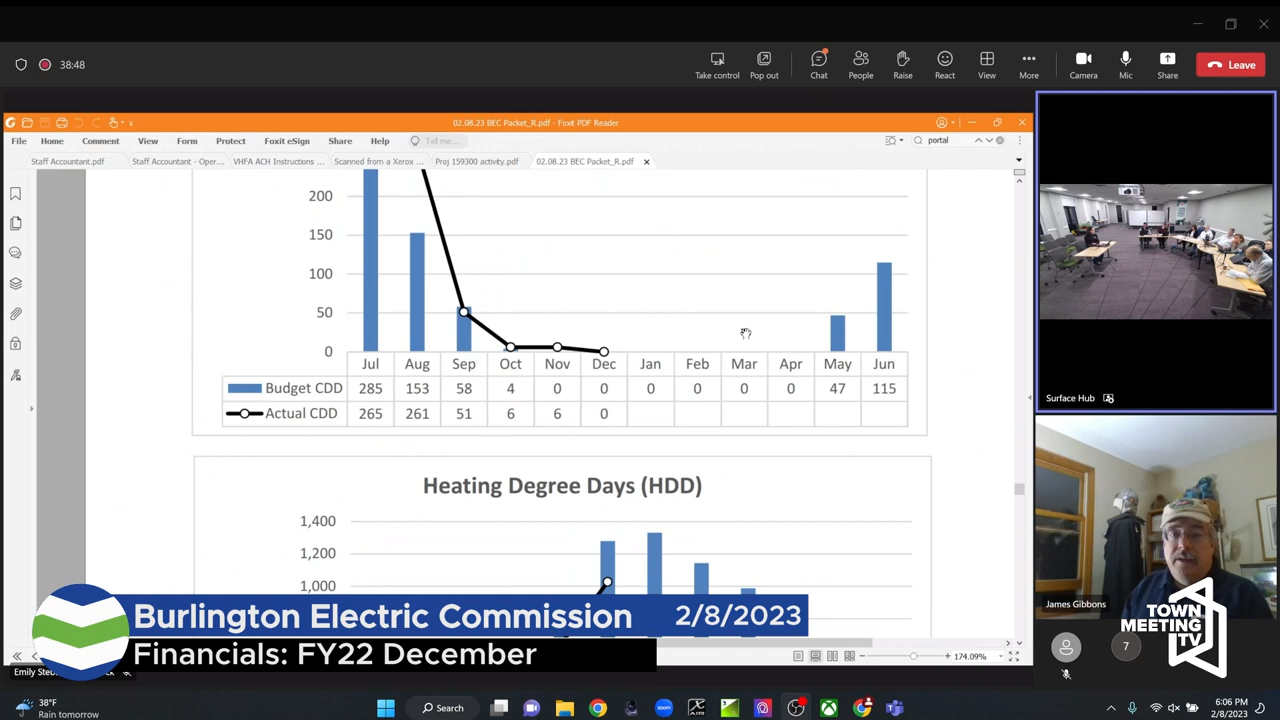 38:48
Take control
Pop out
Chat
People
Raise
React
View
More
Camera
Mic
Share
Leave
02.08.23 BEC Packet_R.pdf - Foxit PDF Reader
File Home Comment View Form Protect Foxit eSign Share Help Tell me... portal
Staff Accountant.pdf Staff Accountant - Oper... VHFA ACH Instructions ... Scanned from a Xerox ... Proj 159300 activity.pdf 02.08.23 BEC Packet_R.pdf
200
150
100
50
0
Jul Aug Sep Oct Nov Dec Jan Feb Mar Apr May Jun
Budget CDD 285 153 58 4 0 0 0 0 0 0 47 115
Actual CDD 265 261 51 6 6 0
Heating Degree Days (HDD)
1,400
1,200
1,000
Surface Hub
James Gibbons
7
Burlington Electric Commission 2/8/2023
Financials: FY22 December
TOWN
MEETING
TV
174.09%
38°F
Rain tomorrow
Search
6:06 PM
2/8/2023